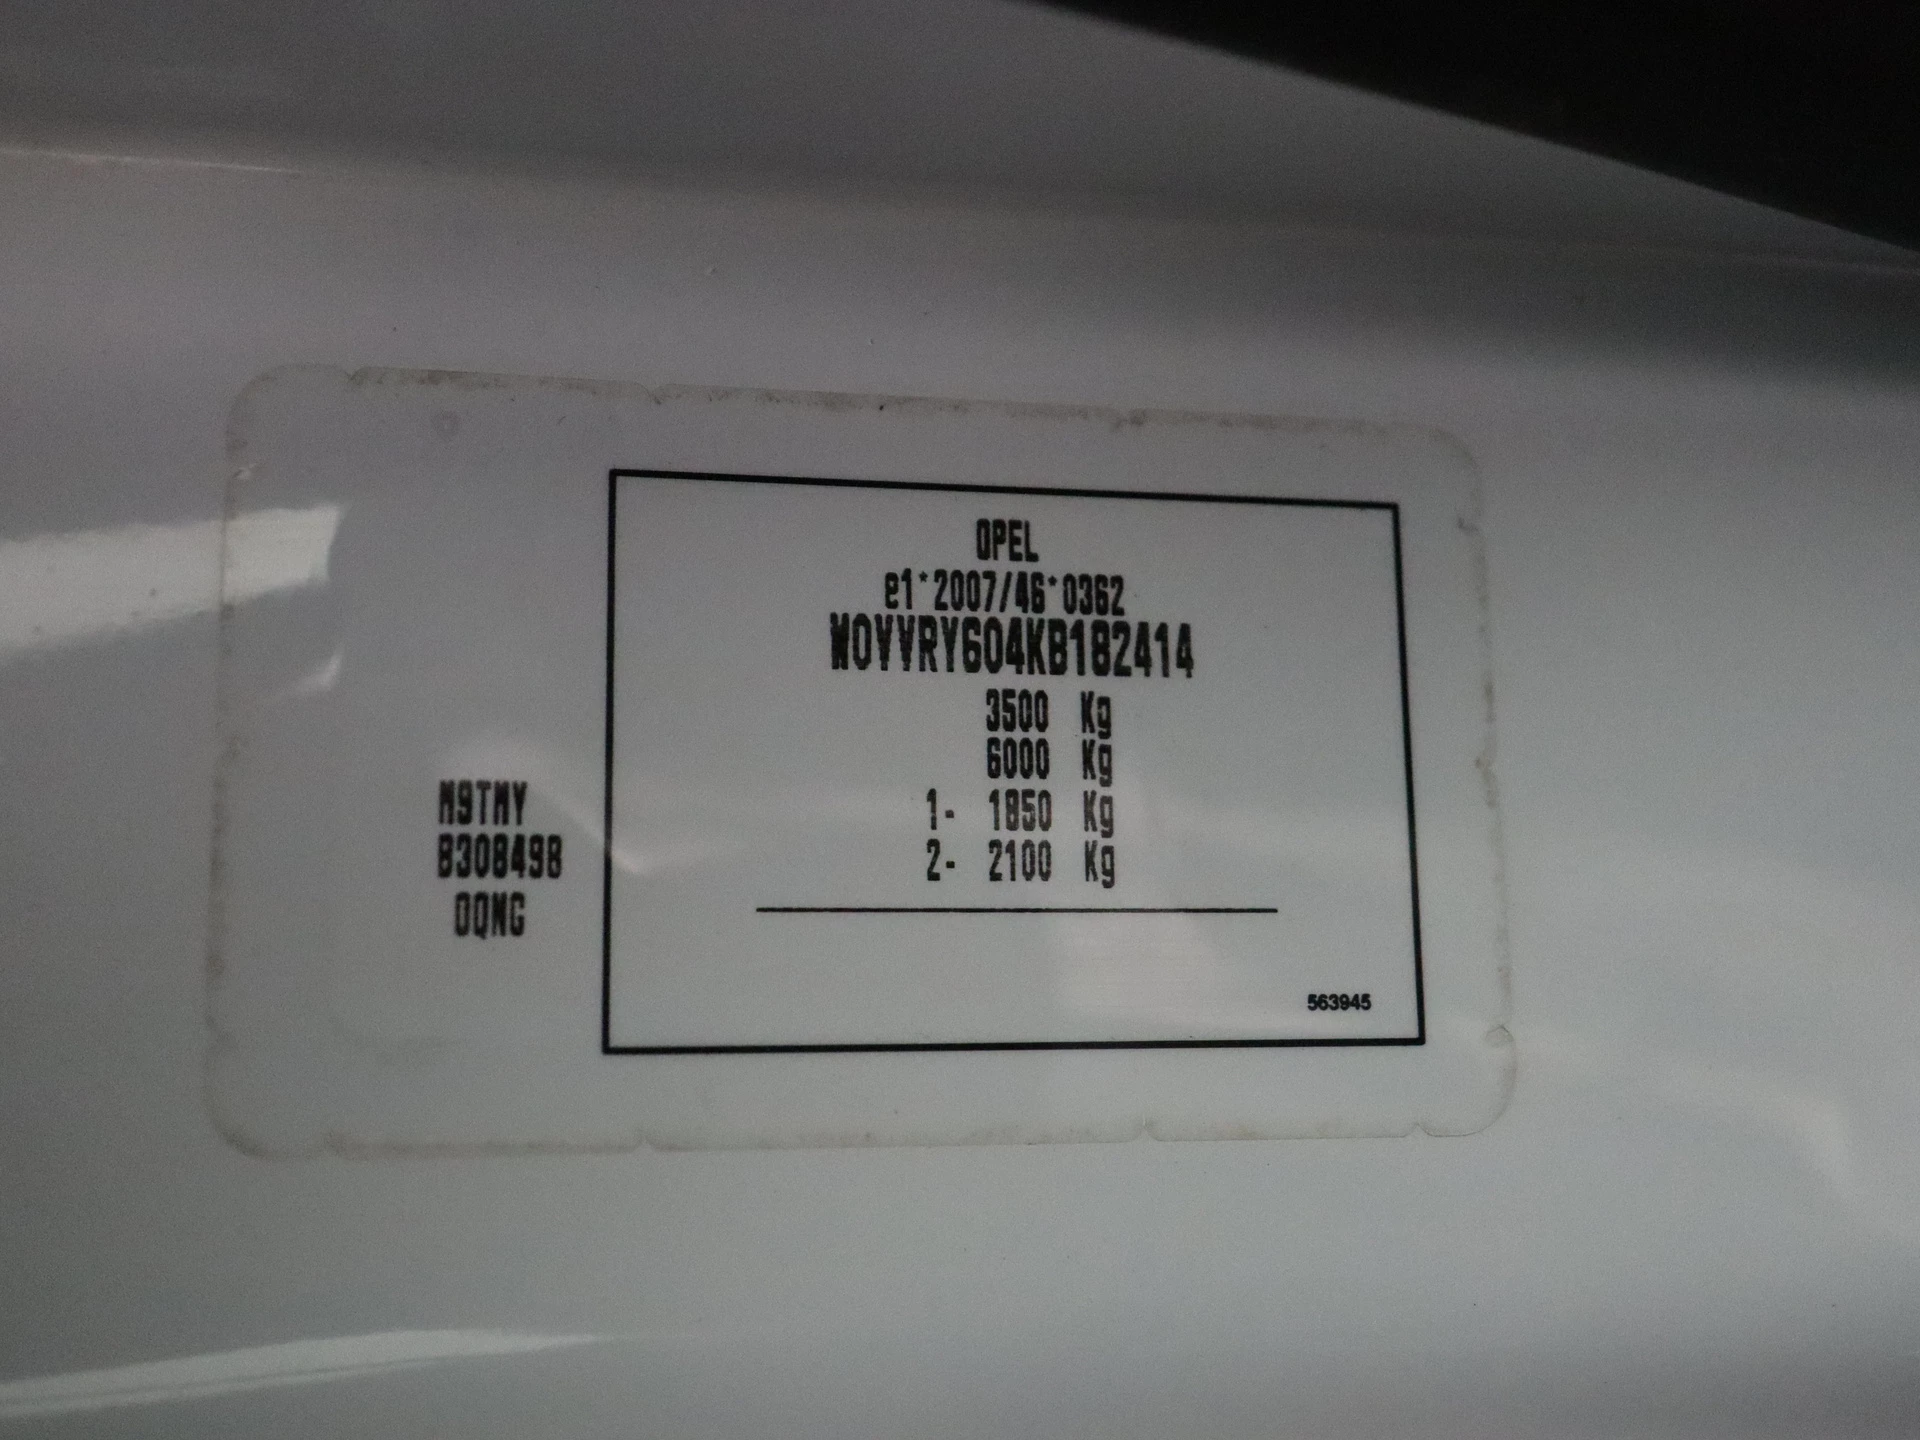 OPEL
e1*2007/46*0362
W0VVRY604KB182414
3500 Kg
6000 Kg
1- 1850 Kg
2- 2100 Kg
M9TMY
B308498
OQNG
563945